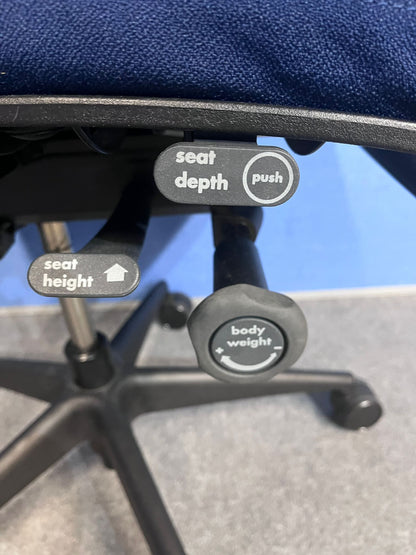 seat
depth
push
seat
height
body
weight
+ -